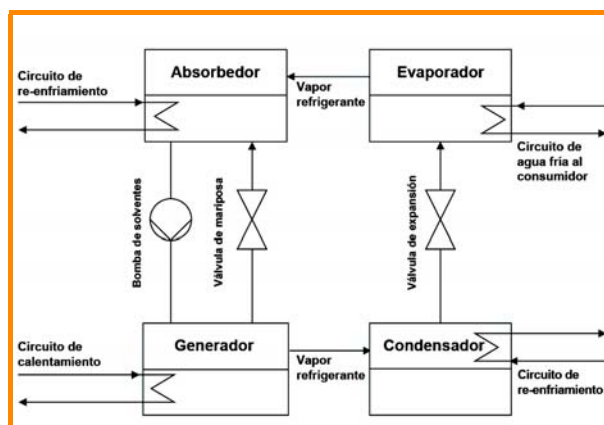 Absorbedor
Evaporador
Circuito de
re-enfriamiento
Vapor
refrigerante
Circuito de
agua fría al
consumidor
Bomba de solventes
Válvula de mariposa
Válvula de expansión
Generador
Condensador
Circuito de
calentamiento
Vapor
refrigerante
Circuito de
re-enfriamiento